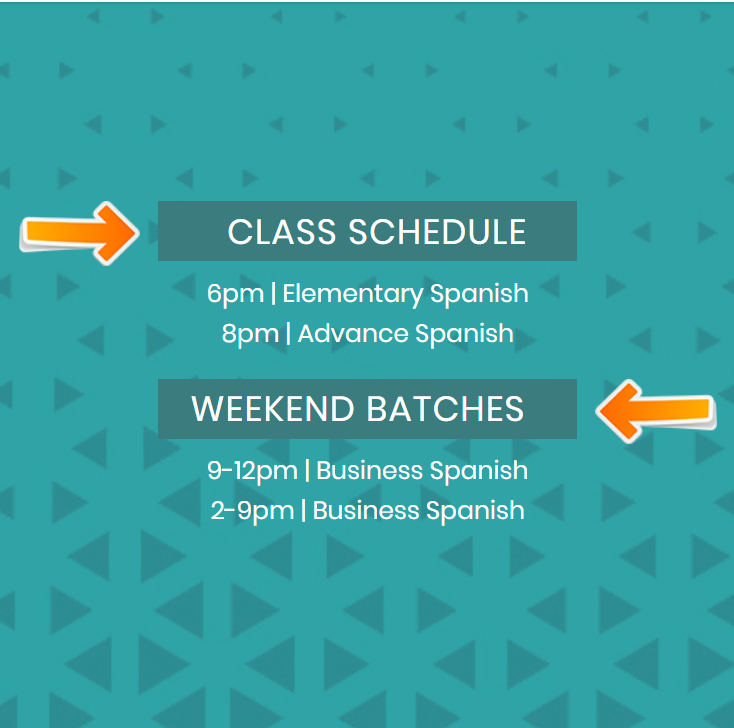 CLASS SCHEDULE
6pm | Elementary Spanish
8pm | Advance Spanish
WEEKEND BATCHES
9-12pm | Business Spanish
2-9pm | Business Spanish